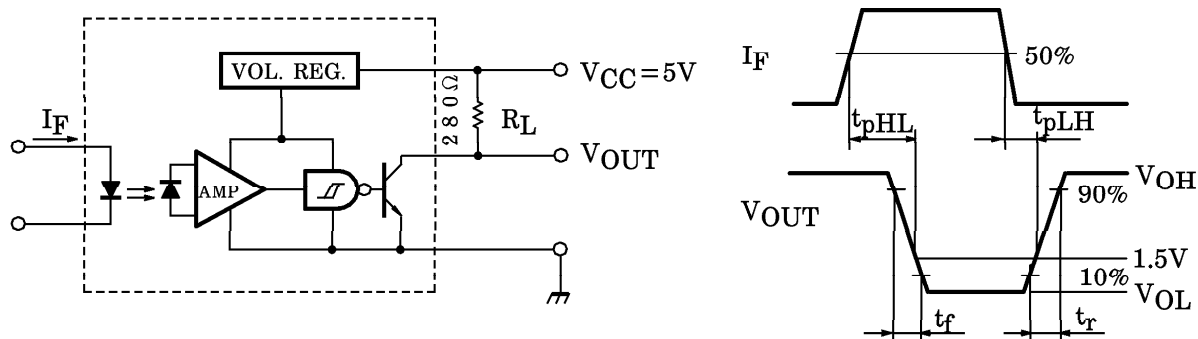 VOL. REG.
280Ω
VCC=5V
IF
RL
VOUT
AMP
IF
50%
tpHL
tpLH
VOH
90%
VOUT
1.5V
10%
VOL
tf
tr